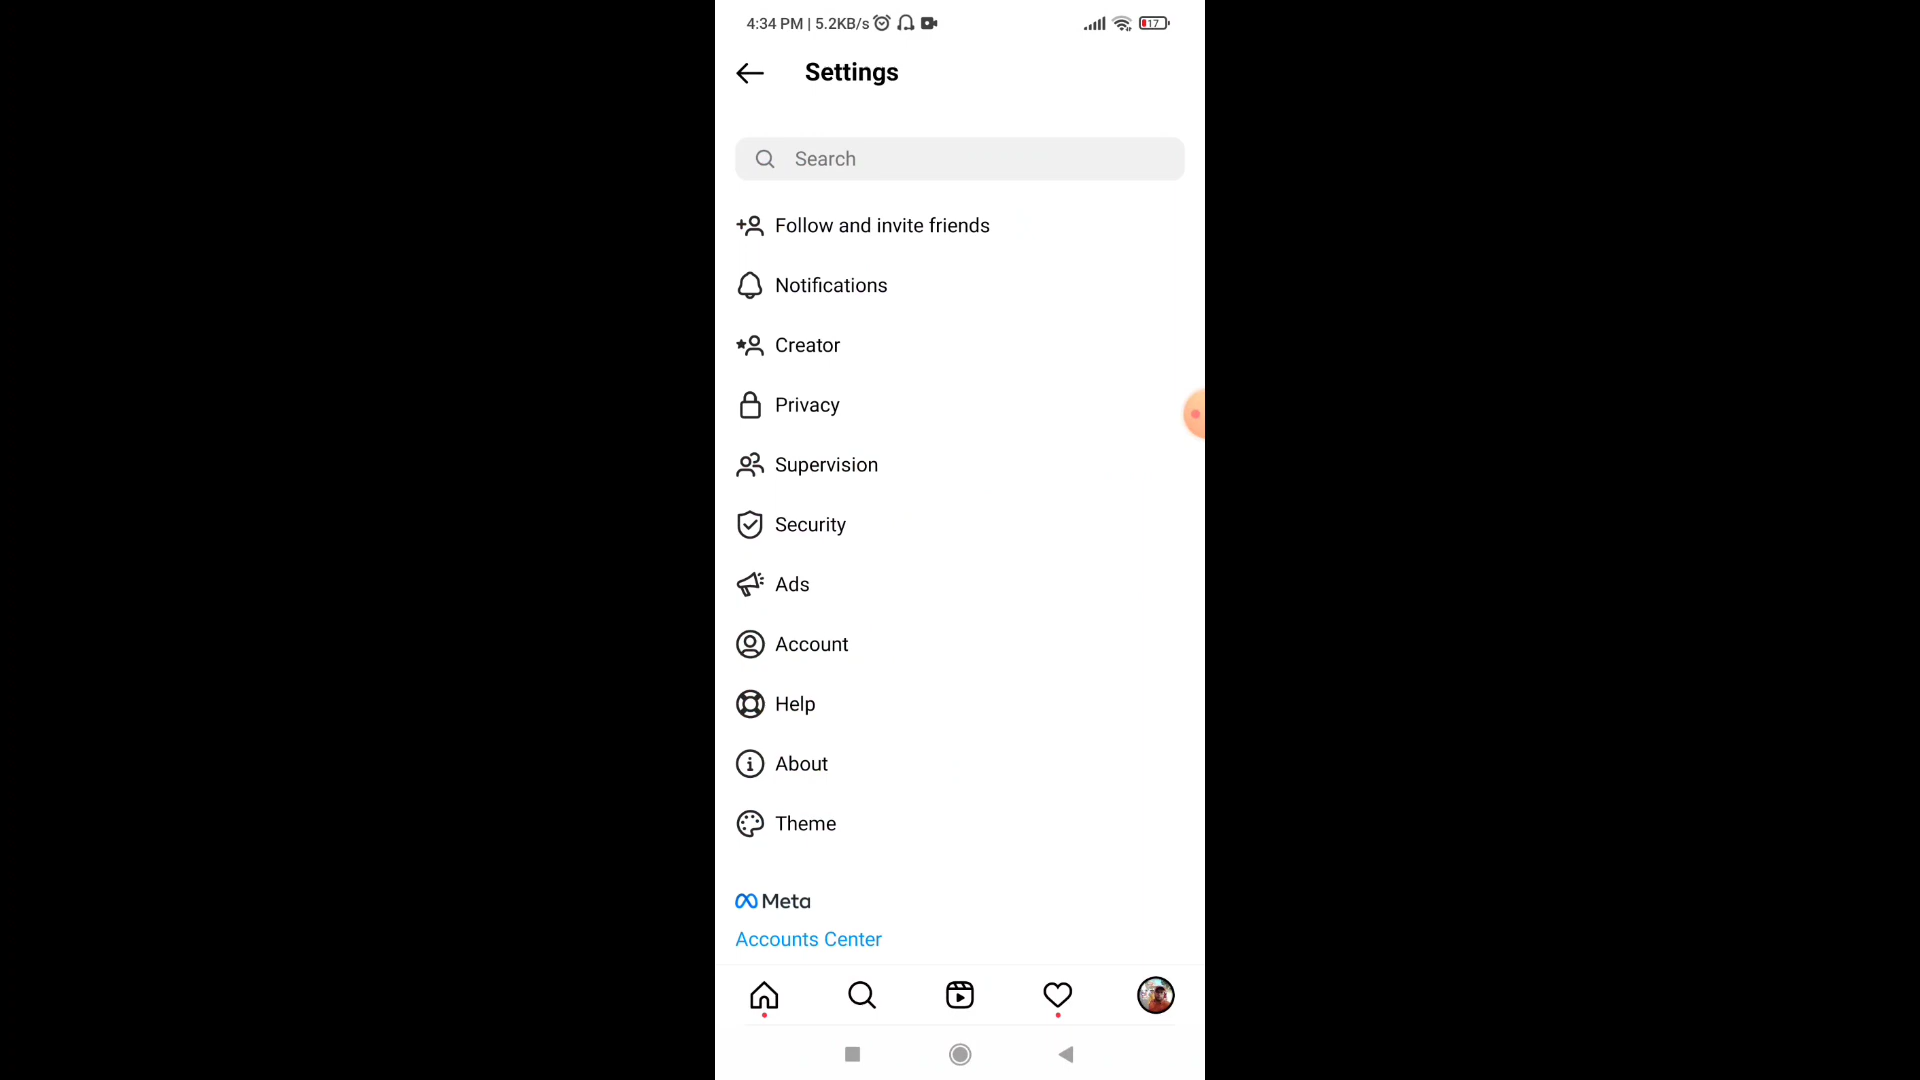 4:34 PM | 5.2KB/s 17
Settings
Search
Follow and invite friends
Notifications
Creator
Privacy
Supervision
Security
Ads
Account
Help
About
Theme
Meta
Accounts Center